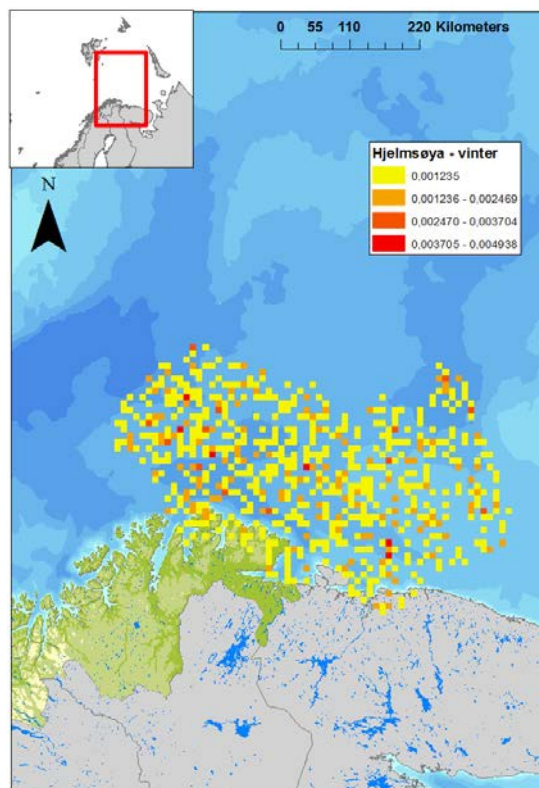 0 55 110 220 Kilometers
Hjelmsøya - vinter
0,001235
0,001236 - 0,002469
0,002470 - 0,003704
0,003705 - 0,004938
N